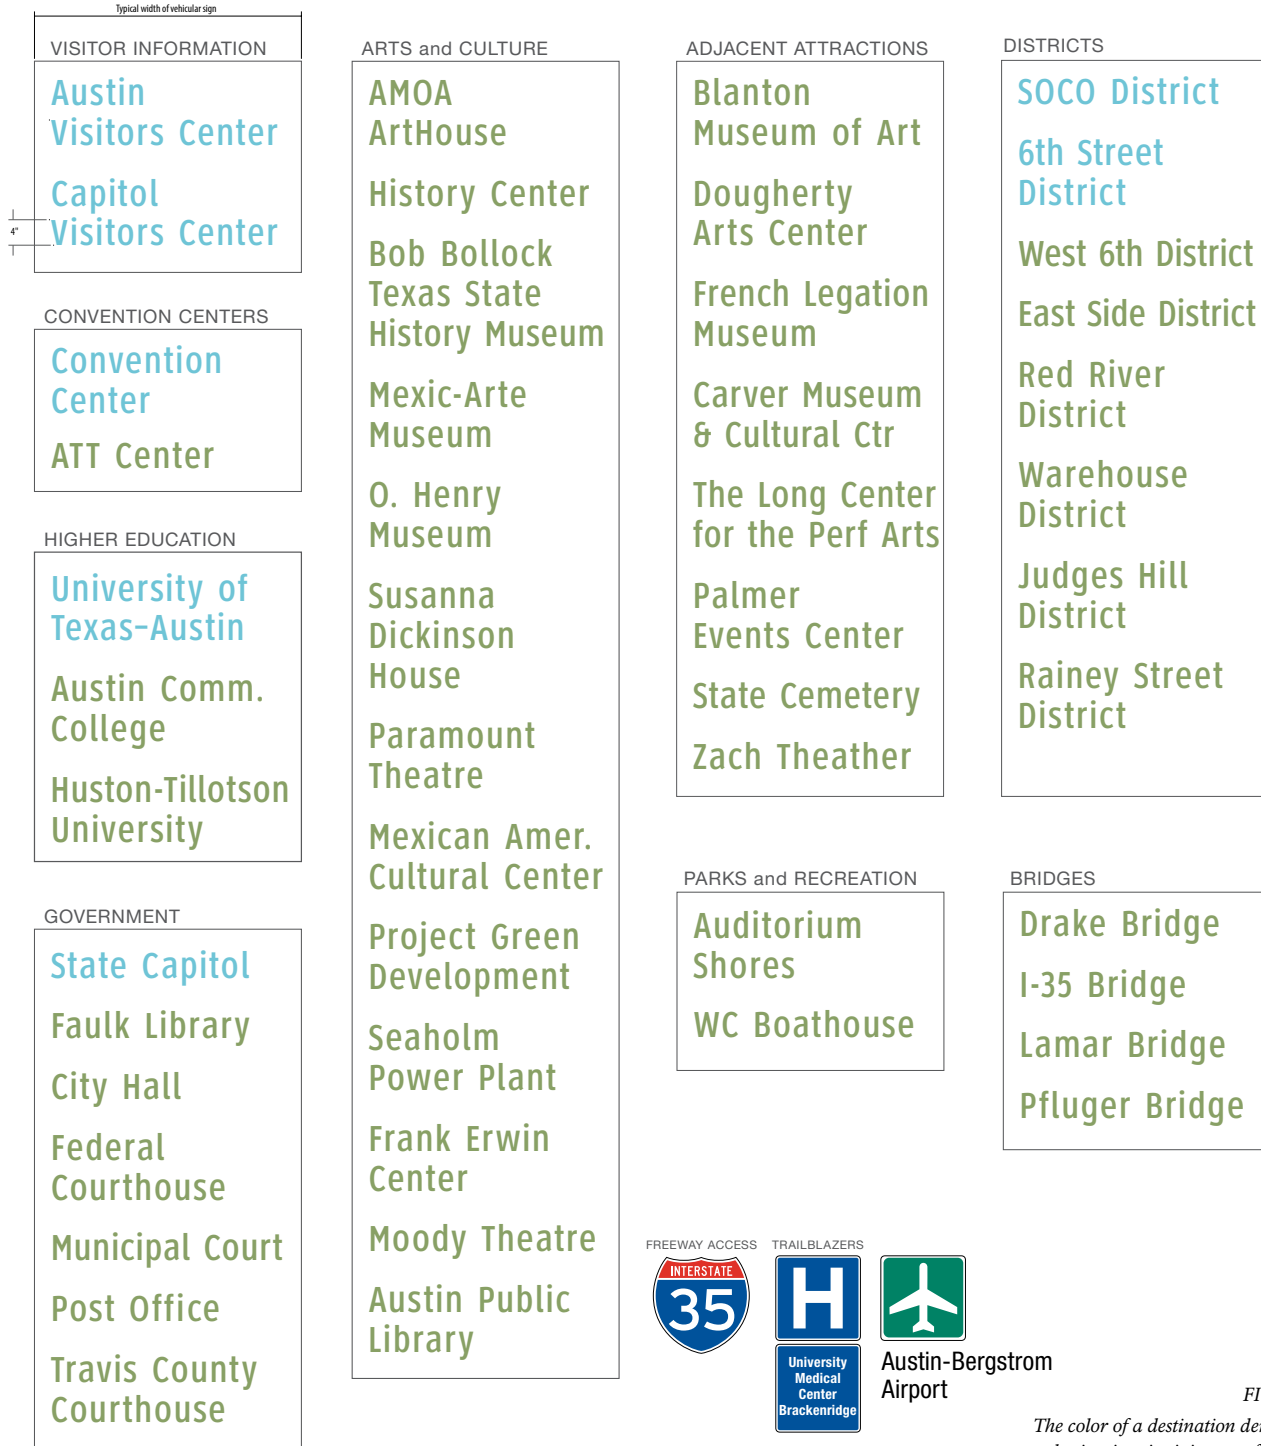 Typical width of vehicular sign
VISITOR INFORMATION
Austin
Visitors Center
Capitol
Visitors Center
4"
CONVENTION CENTERS
Convention
Center
ATT Center
HIGHER EDUCATION
University of
Texas–Austin
Austin Comm.
College
Huston-Tillotson
University
GOVERNMENT
State Capitol
Faulk Library
City Hall
Federal
Courthouse
Municipal Court
Post Office
Travis County
Courthouse
ARTS and CULTURE
AMOA
ArtHouse
History Center
Bob Bollock
Texas State
History Museum
Mexic-Arte
Museum
O. Henry
Museum
Susanna
Dickinson
House
Paramount
Theatre
Mexican Amer.
Cultural Center
Project Green
Development
Seaholm
Power Plant
Frank Erwin
Center
Moody Theatre
Austin Public
Library
ADJACENT ATTRACTIONS
Blanton
Museum of Art
Dougherty
Arts Center
French Legation
Museum
Carver Museum
& Cultural Ctr
The Long Center
for the Perf Arts
Palmer
Events Center
State Cemetery
Zach Theather
PARKS and RECREATION
Auditorium
Shores
WC Boathouse
DISTRICTS
SOCO District
6th Street
District
West 6th District
East Side District
Red River
District
Warehouse
District
Judges Hill
District
Rainey Street
District
BRIDGES
Drake Bridge
I-35 Bridge
Lamar Bridge
Pfluger Bridge
FREEWAY ACCESS
INTERSTATE
35
TRAILBLAZERS
H
University
Medical
Center
Brackenridge
Austin-Bergstrom
Airport
FI
The color of a destination de